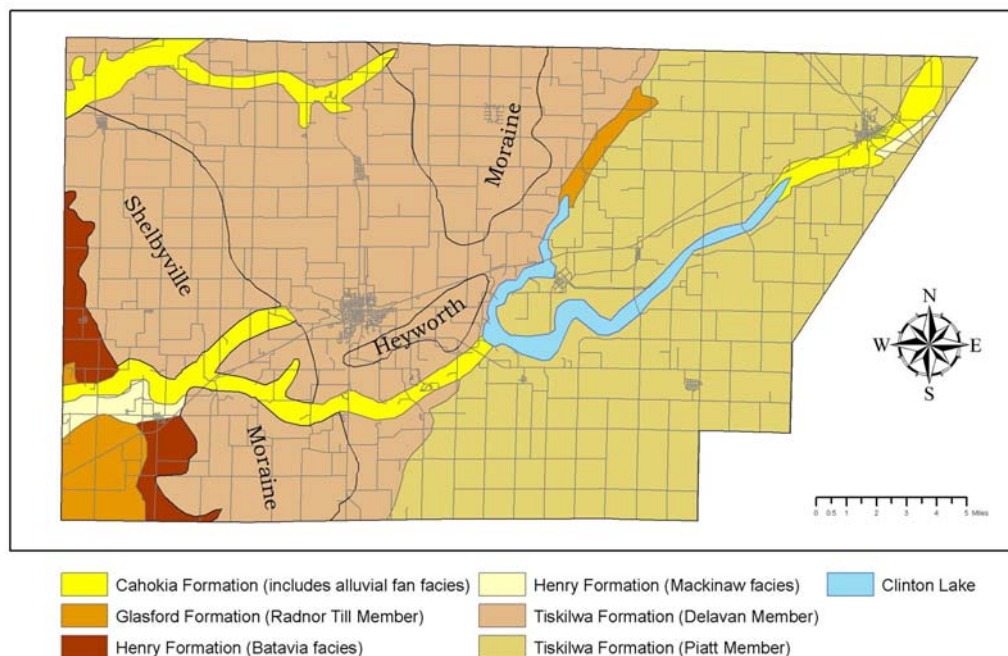 Moraine
Shelbyville
Heyworth
Moraine
N
W E
S
0 0.5 1 2 3 4 5
Miles
Cahokia Formation (includes alluvial fan facies)
Glasford Formation (Radnor Till Member)
Henry Formation (Batavia facies)
Henry Formation (Mackinaw facies)
Tiskilwa Formation (Delavan Member)
Tiskilwa Formation (Piatt Member)
Clinton Lake